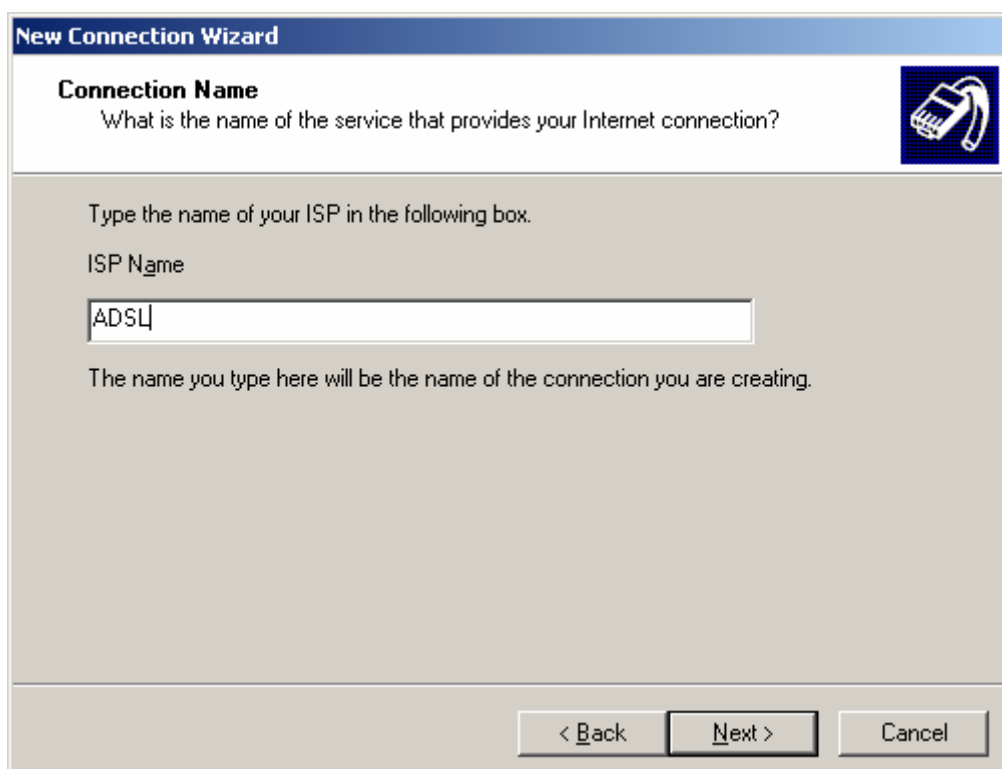 New Connection Wizard
Connection Name
What is the name of the service that provides your Internet connection?
Type the name of your ISP in the following box.
ISP Name
ADSL
The name you type here will be the name of the connection you are creating.
< Back Next > Cancel